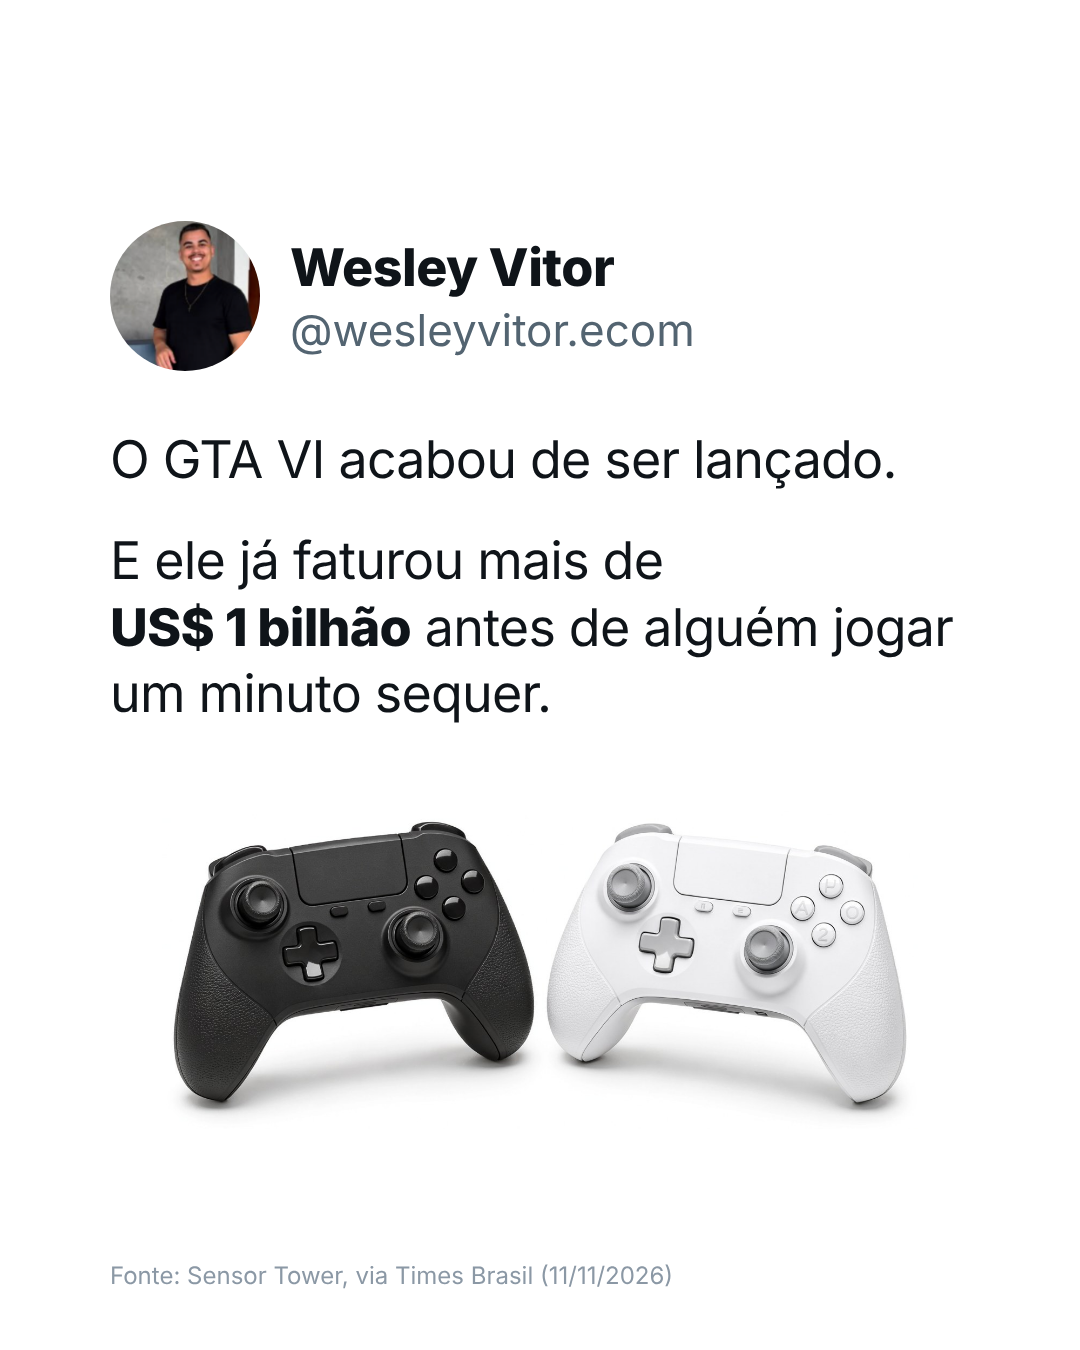 Wesley Vitor
@wesleyvitor.ecom
O GTA VI acabou de ser lançado.
E ele já faturou mais de
US$ 1 bilhão antes de alguém jogar
um minuto sequer.
A
O
2
Fonte: Sensor Tower, via Times Brasil (11/11/2026)